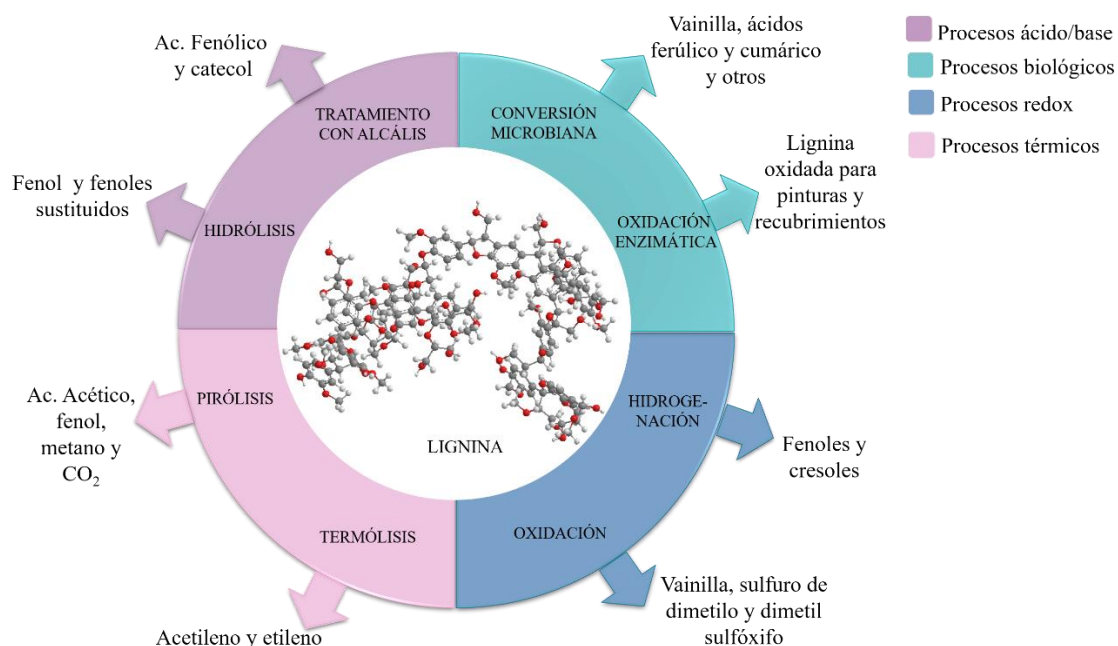 Ac. Fenólico
y catecol
Vainilla, ácidos
ferúlico y cumárico
y otros
Procesos ácido/base
Procesos biológicos
Procesos redox
Procesos térmicos
TRATAMIENTO
CON ALCÁLIS
CONVERSIÓN
MICROBIANA
Fenol y fenoles
sustituidos
HIDRÓLISIS
OXIDACIÓN
ENZIMÁTICA
Lignina
oxidada para
pinturas y
recubrimientos
Ac. Acético,
fenol,
metano y
CO₂
PIRÓLISIS
LIGNINA
HIDROGE-
NACIÓN
Fenoles y
cresoles
TERMÓLISIS
OXIDACIÓN
Acetileno y etileno
Vainilla, sulfuro de
dimetilo y dimetil
sulfóxifo